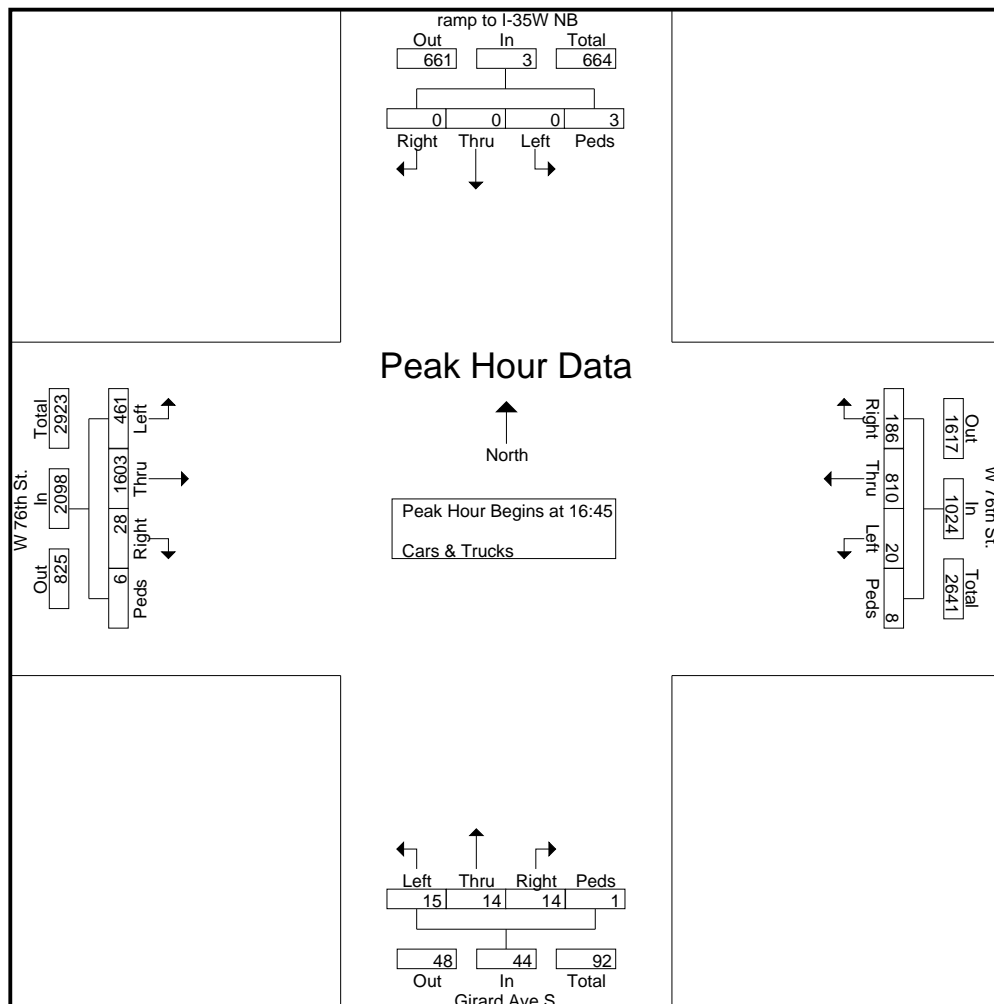 ramp to I-35W NB
Out In Total
661 3 664
0 0 0 3
Right Thru Left Peds
Peak Hour Data
North
Peak Hour Begins at 16:45
Cars & Trucks
W 76th St.
Total In Out
2923 2098 825
461 1603 28 6
Left Thru Right Peds
Right Thru Left Peds
186 810 20 8
1617 1024 2641
Out In Total
W 76th St.
Left Thru Right Peds
15 14 14 1
48 44 92
Out In Total
Girard Ave S